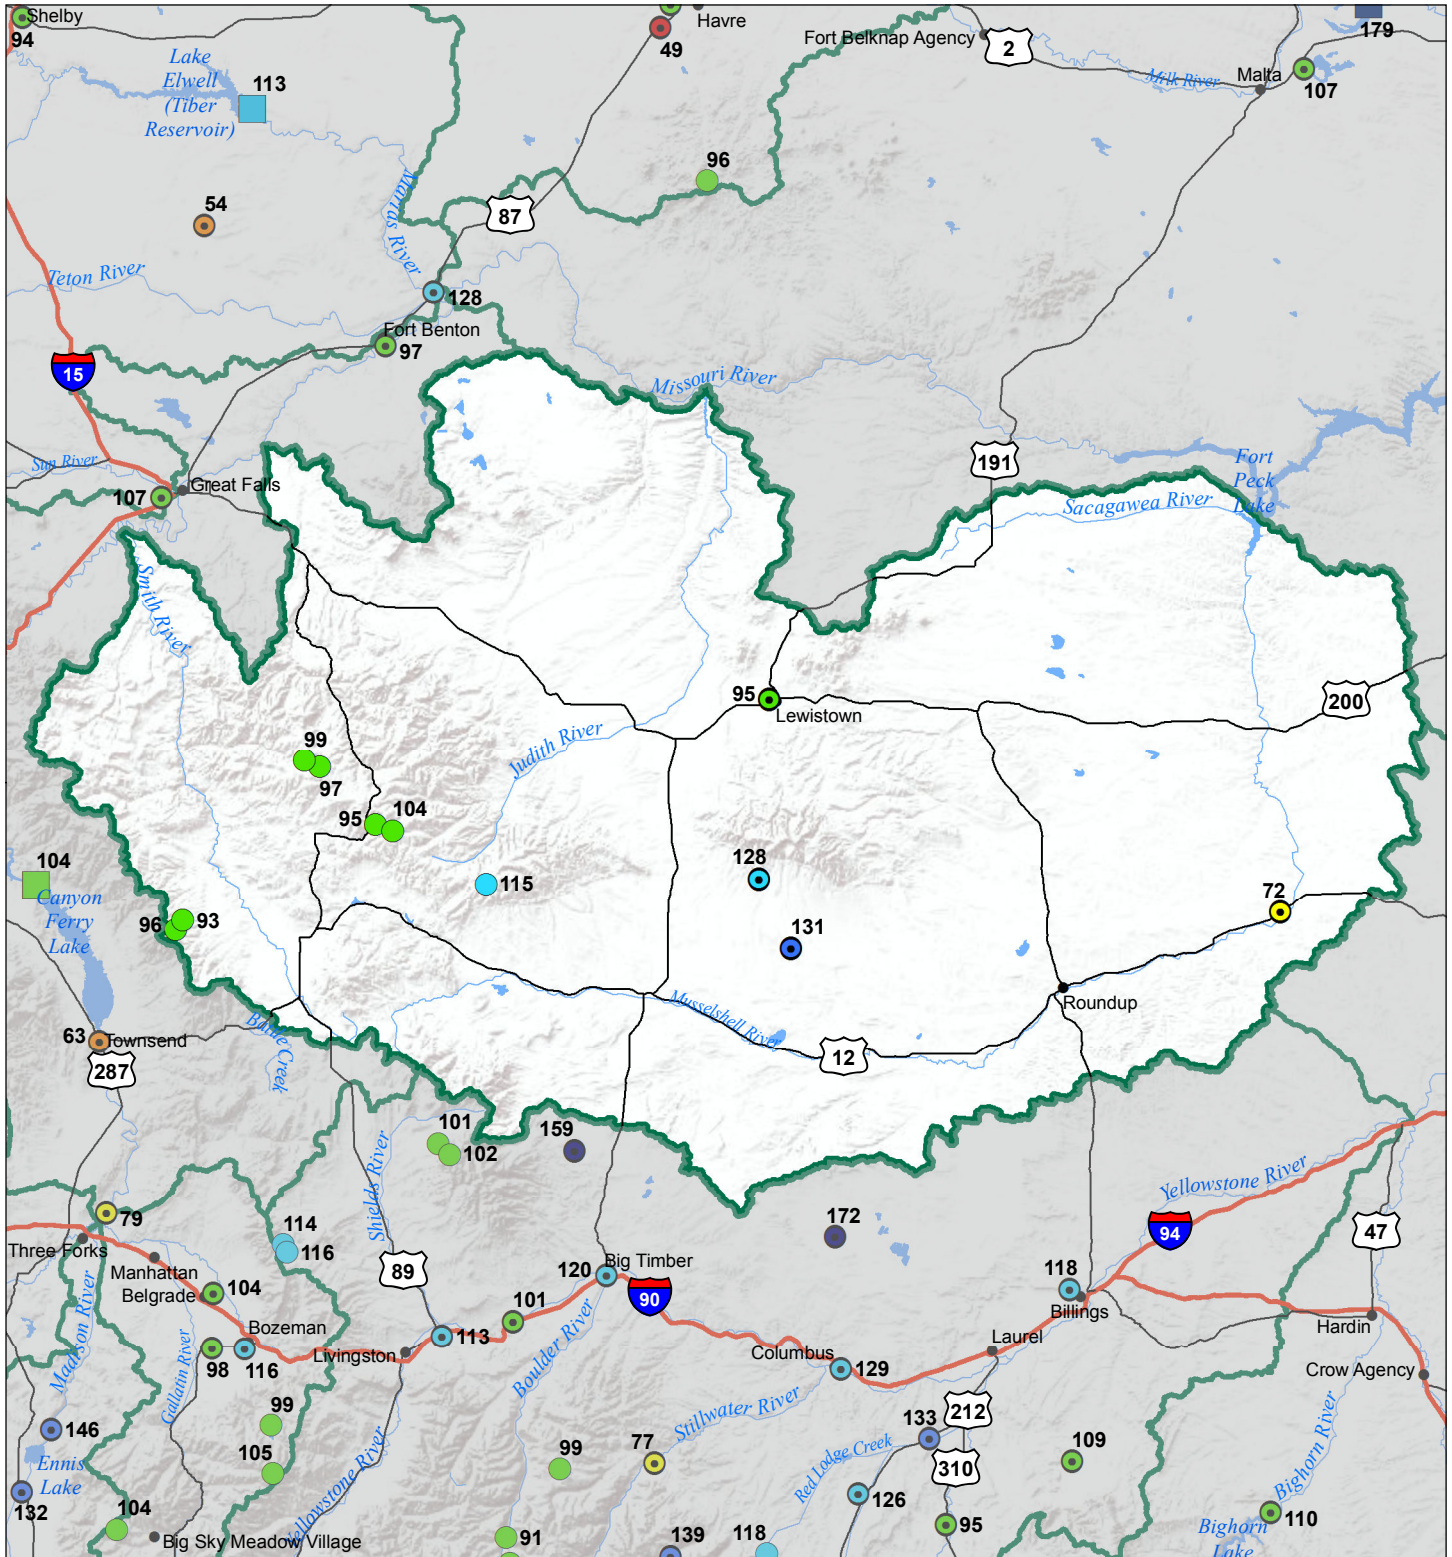 Shelby
94
Havre
49
Fort Belknap Agency
2
179
Lake
Elwell
(Tiber
Reservoir)
113
Milk River
Malta
107
96
Marias River
54
87
Teton River
128
Fort Benton
97
15
Missouri River
Sun River
107
Great Falls
191
Fort
Peck
Lake
Sacagawea River
Smith River
95
Lewistown
200
Judith River
99
97
95
104
104
Canyon
Ferry
Lake
96
93
115
128
72
131
Musselshell River
Roundup
63
Townsend
287
Battle Creek
12
101
102
159
Shields River
Yellowstone River
79
Three Forks
114
116
172
94
47
Manhattan
Belgrade
104
89
120
Big Timber
90
118
Billings
Madison River
Gallatin River
Bozeman
98
116
Livingston
113
101
Boulder River
Columbus
129
Laurel
Hardin
Crow Agency
146
Ennis
Lake
132
99
105
Yellowstone River
99
77
Stillwater River
133
Red Lodge Creek
212
310
109
Bighorn River
104
Big Sky Meadow Village
91
139
118
126
95
110
Bighorn
Lake